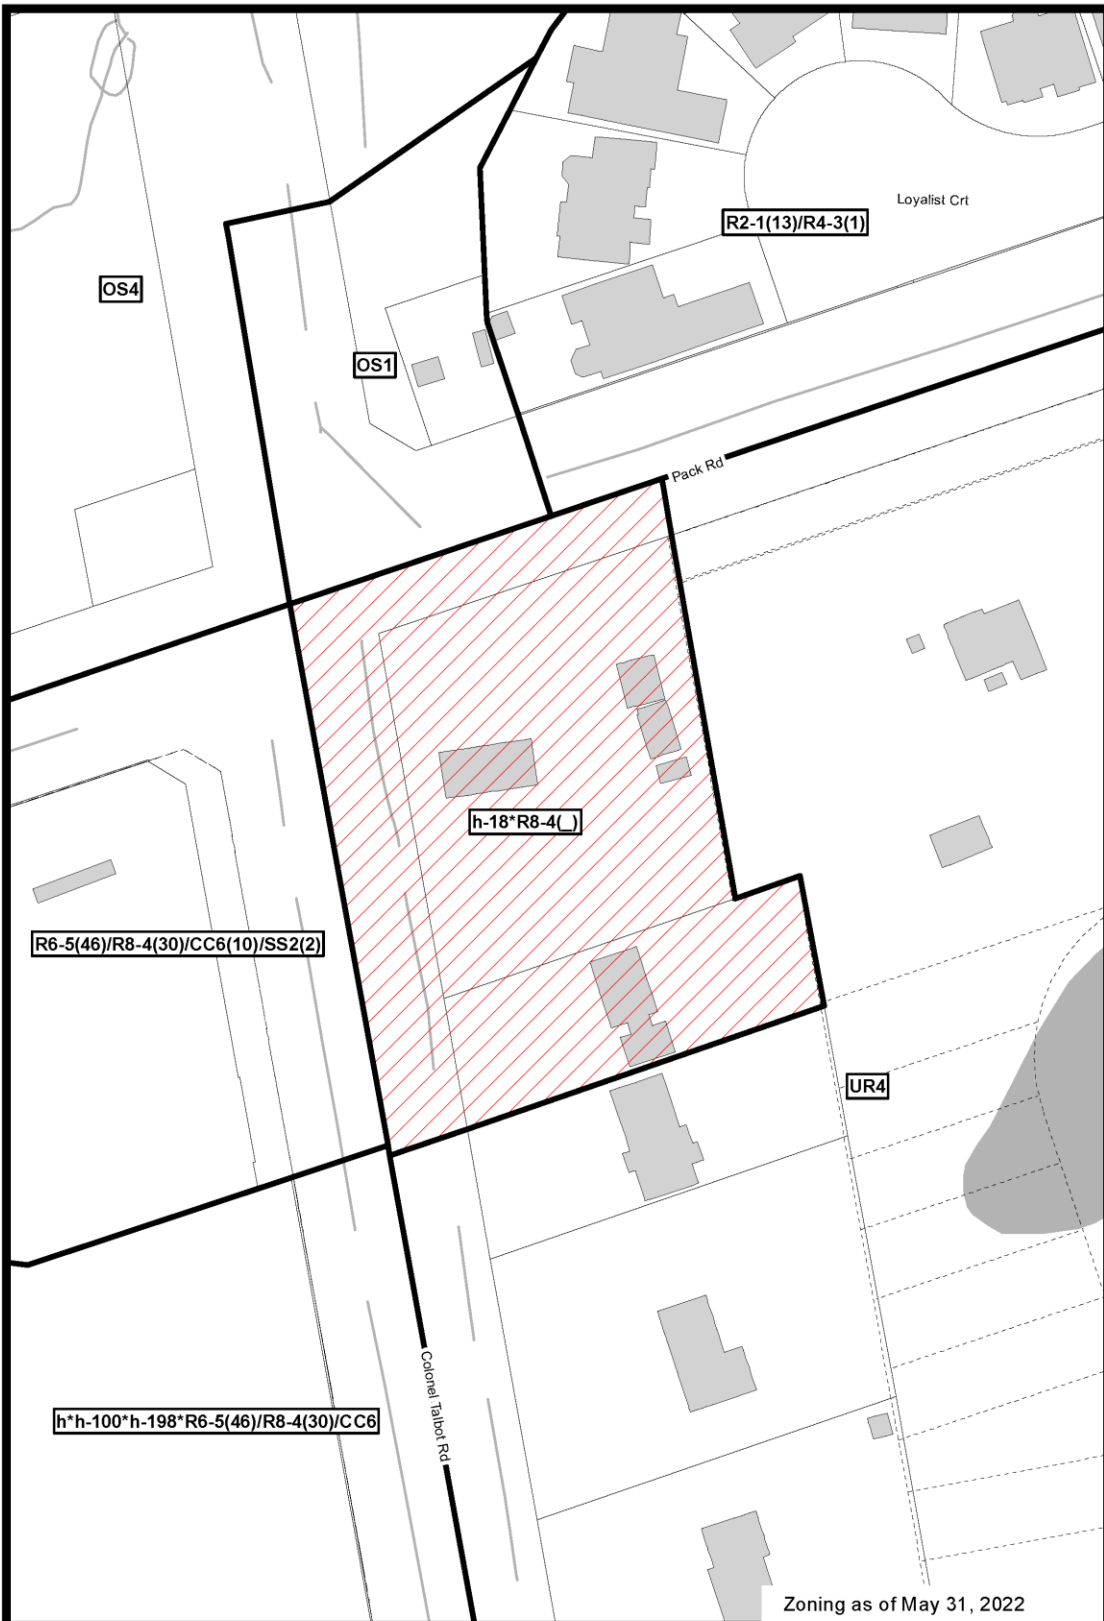 Loyalist Crt
R2-1(13)/R4-3(1)
OS4
OS1
Pack Rd
h-18*R8-4(_)
R6-5(46)/R8-4(30)/CC6(10)/SS2(2)
UR4
Colonel Talbot Rd
h*h-100*h-198*R6-5(46)/R8-4(30)/CC6
Zoning as of May 31, 2022